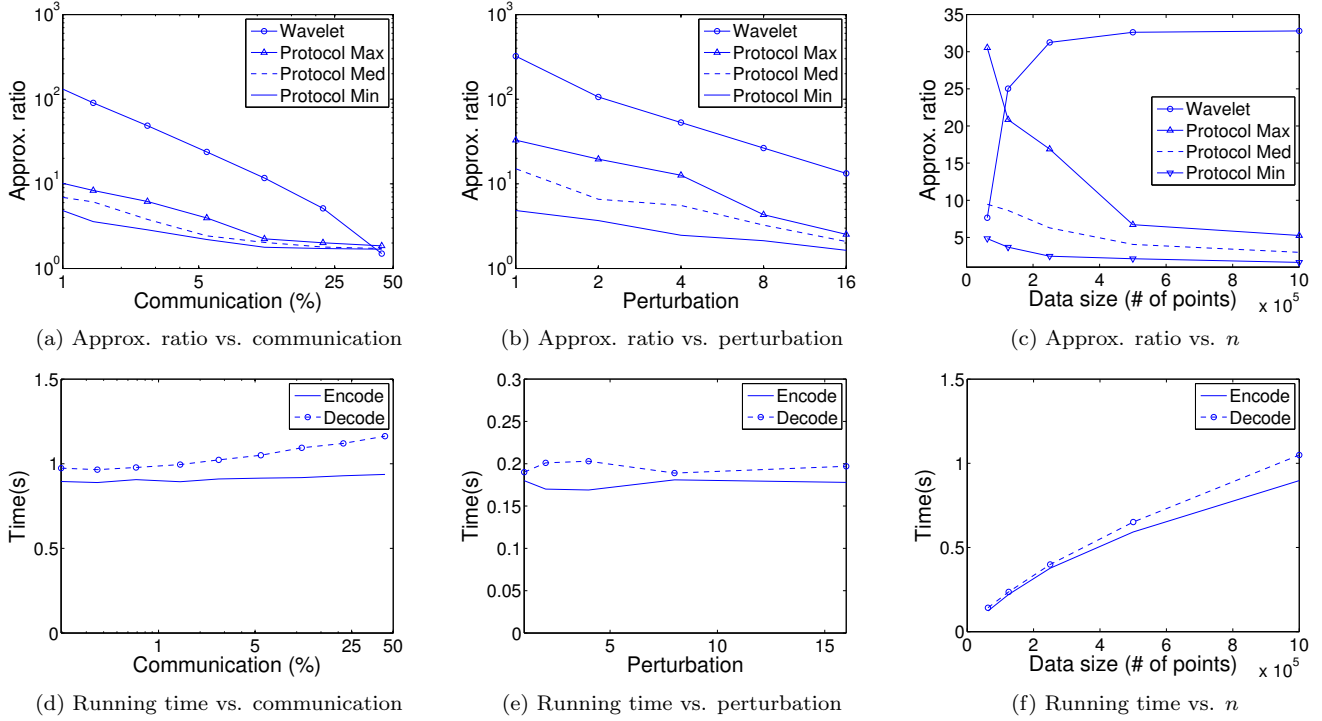 10^3
10^2
10^1
10^0
Approx. ratio
1
5
25
50
Communication (%)
Wavelet
Protocol Max
Protocol Med
Protocol Min
(a) Approx. ratio vs. communication
10^3
10^2
10^1
10^0
Approx. ratio
1
2
4
8
16
Perturbation
Wavelet
Protocol Max
Protocol Med
Protocol Min
(b) Approx. ratio vs. perturbation
40
35
30
25
20
15
10
5
Approx. ratio
0
2
4
6
8
10
x 10^5
Data size (# of points)
Wavelet
Protocol Max
Protocol Med
Protocol Min
(c) Approx. ratio vs. n
1.5
1
0.5
0
Time(s)
1
5
25
50
Communication (%)
Encode
Decode
(d) Running time vs. communication
0.3
0.25
0.2
0.15
0.1
0.05
0
Time(s)
5
10
15
Perturbation
Encode
Decode
(e) Running time vs. perturbation
1.5
1
0.5
0
Time(s)
0
2
4
6
8
10
x 10^5
Data size (# of points)
Encode
Decode
(f) Running time vs. n